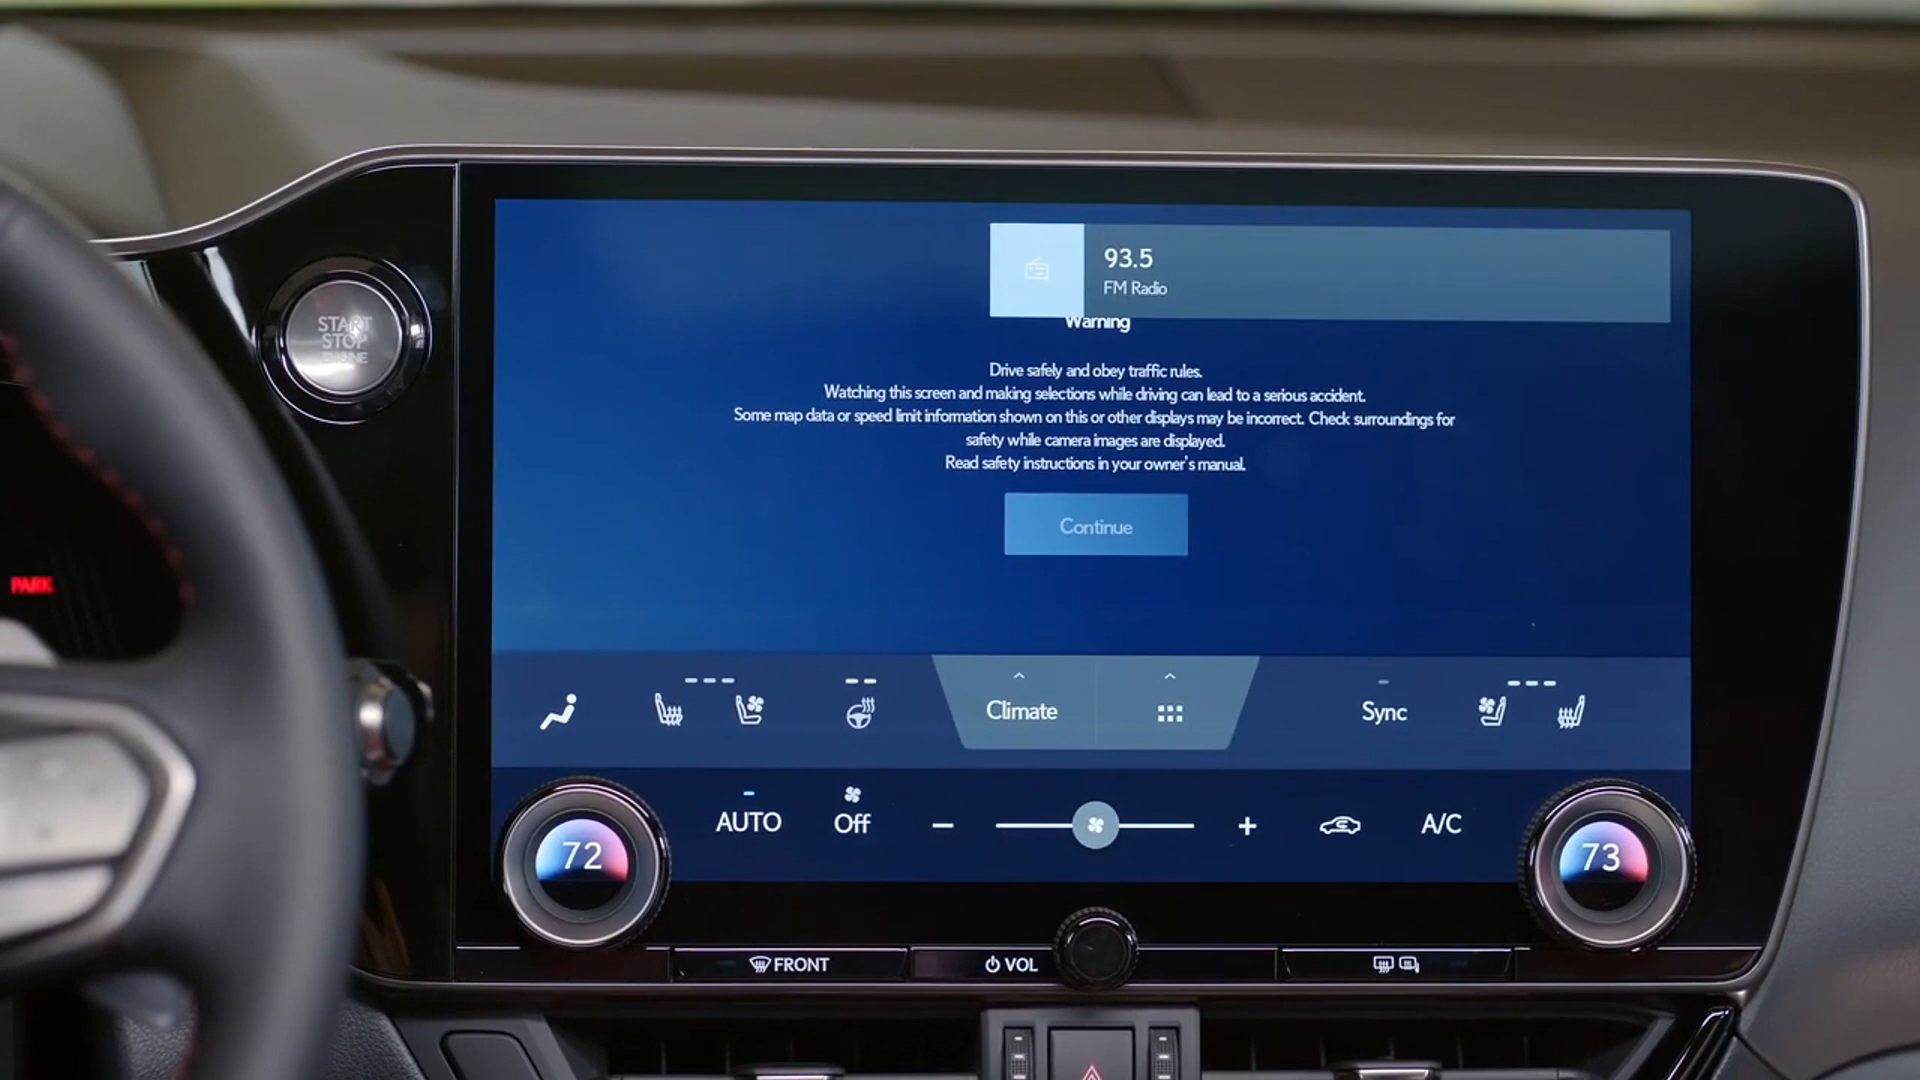 93.5
FM Radio
Warning
Drive safely and obey traffic rules.
Watching this screen and making selections while driving can lead to a serious accident.
Some map data or speed limit information shown on this or other displays may be incorrect. Check surroundings for
safety while camera images are displayed.
Read safety instructions in your owner's manual.
Continue
START
STOP
ENGINE
PARK
Climate
Sync
AUTO
Off
A/C
72
73
FRONT
VOL